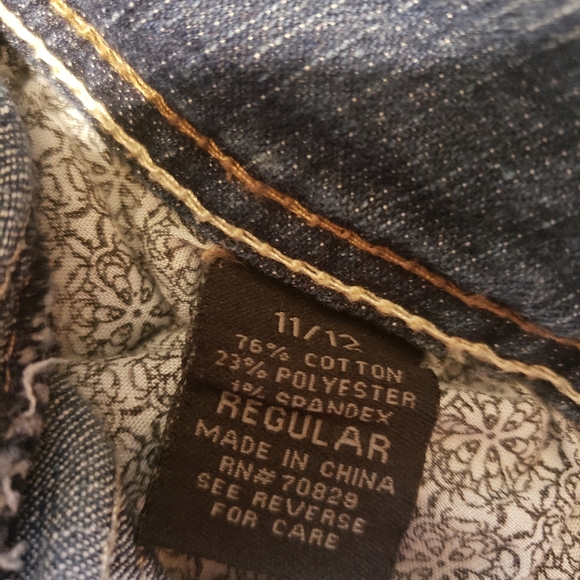 11/12
76% COTTON
23% POLYESTER
1% SPANDEX
REGULAR
MADE IN CHINA
RN# 70829
SEE REVERSE
FOR CARE